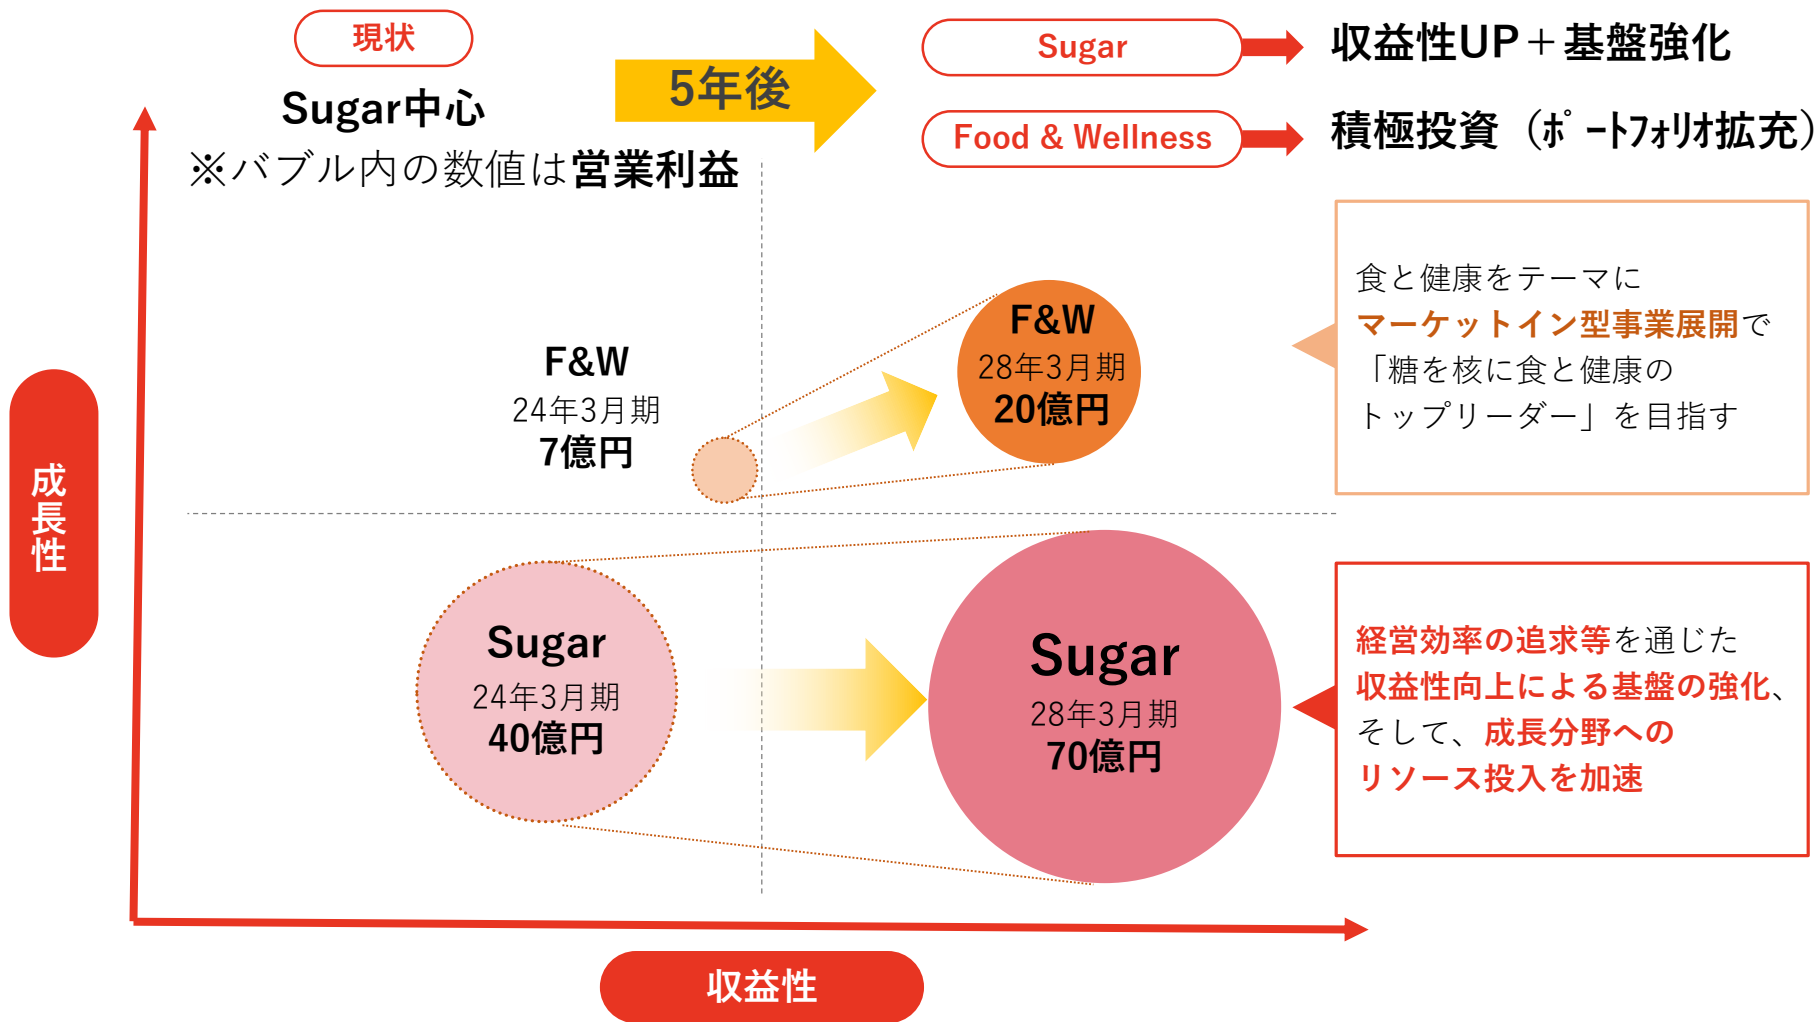 現状
Sugar中心
※バブル内の数値は営業利益
5年後
Sugar
収益性UP＋基盤強化
Food & Wellness
積極投資（ﾎﾟｰﾄﾌｫﾘｵ拡充）
成長性
F&W
24年3月期
7億円
F&W
28年3月期
20億円
食と健康をテーマに
マーケットイン型事業展開で
「糖を核に食と健康の
トップリーダー」を目指す
Sugar
24年3月期
40億円
Sugar
28年3月期
70億円
経営効率の追求等を通じた
収益性向上による基盤の強化、
そして、成長分野への
リソース投入を加速
収益性